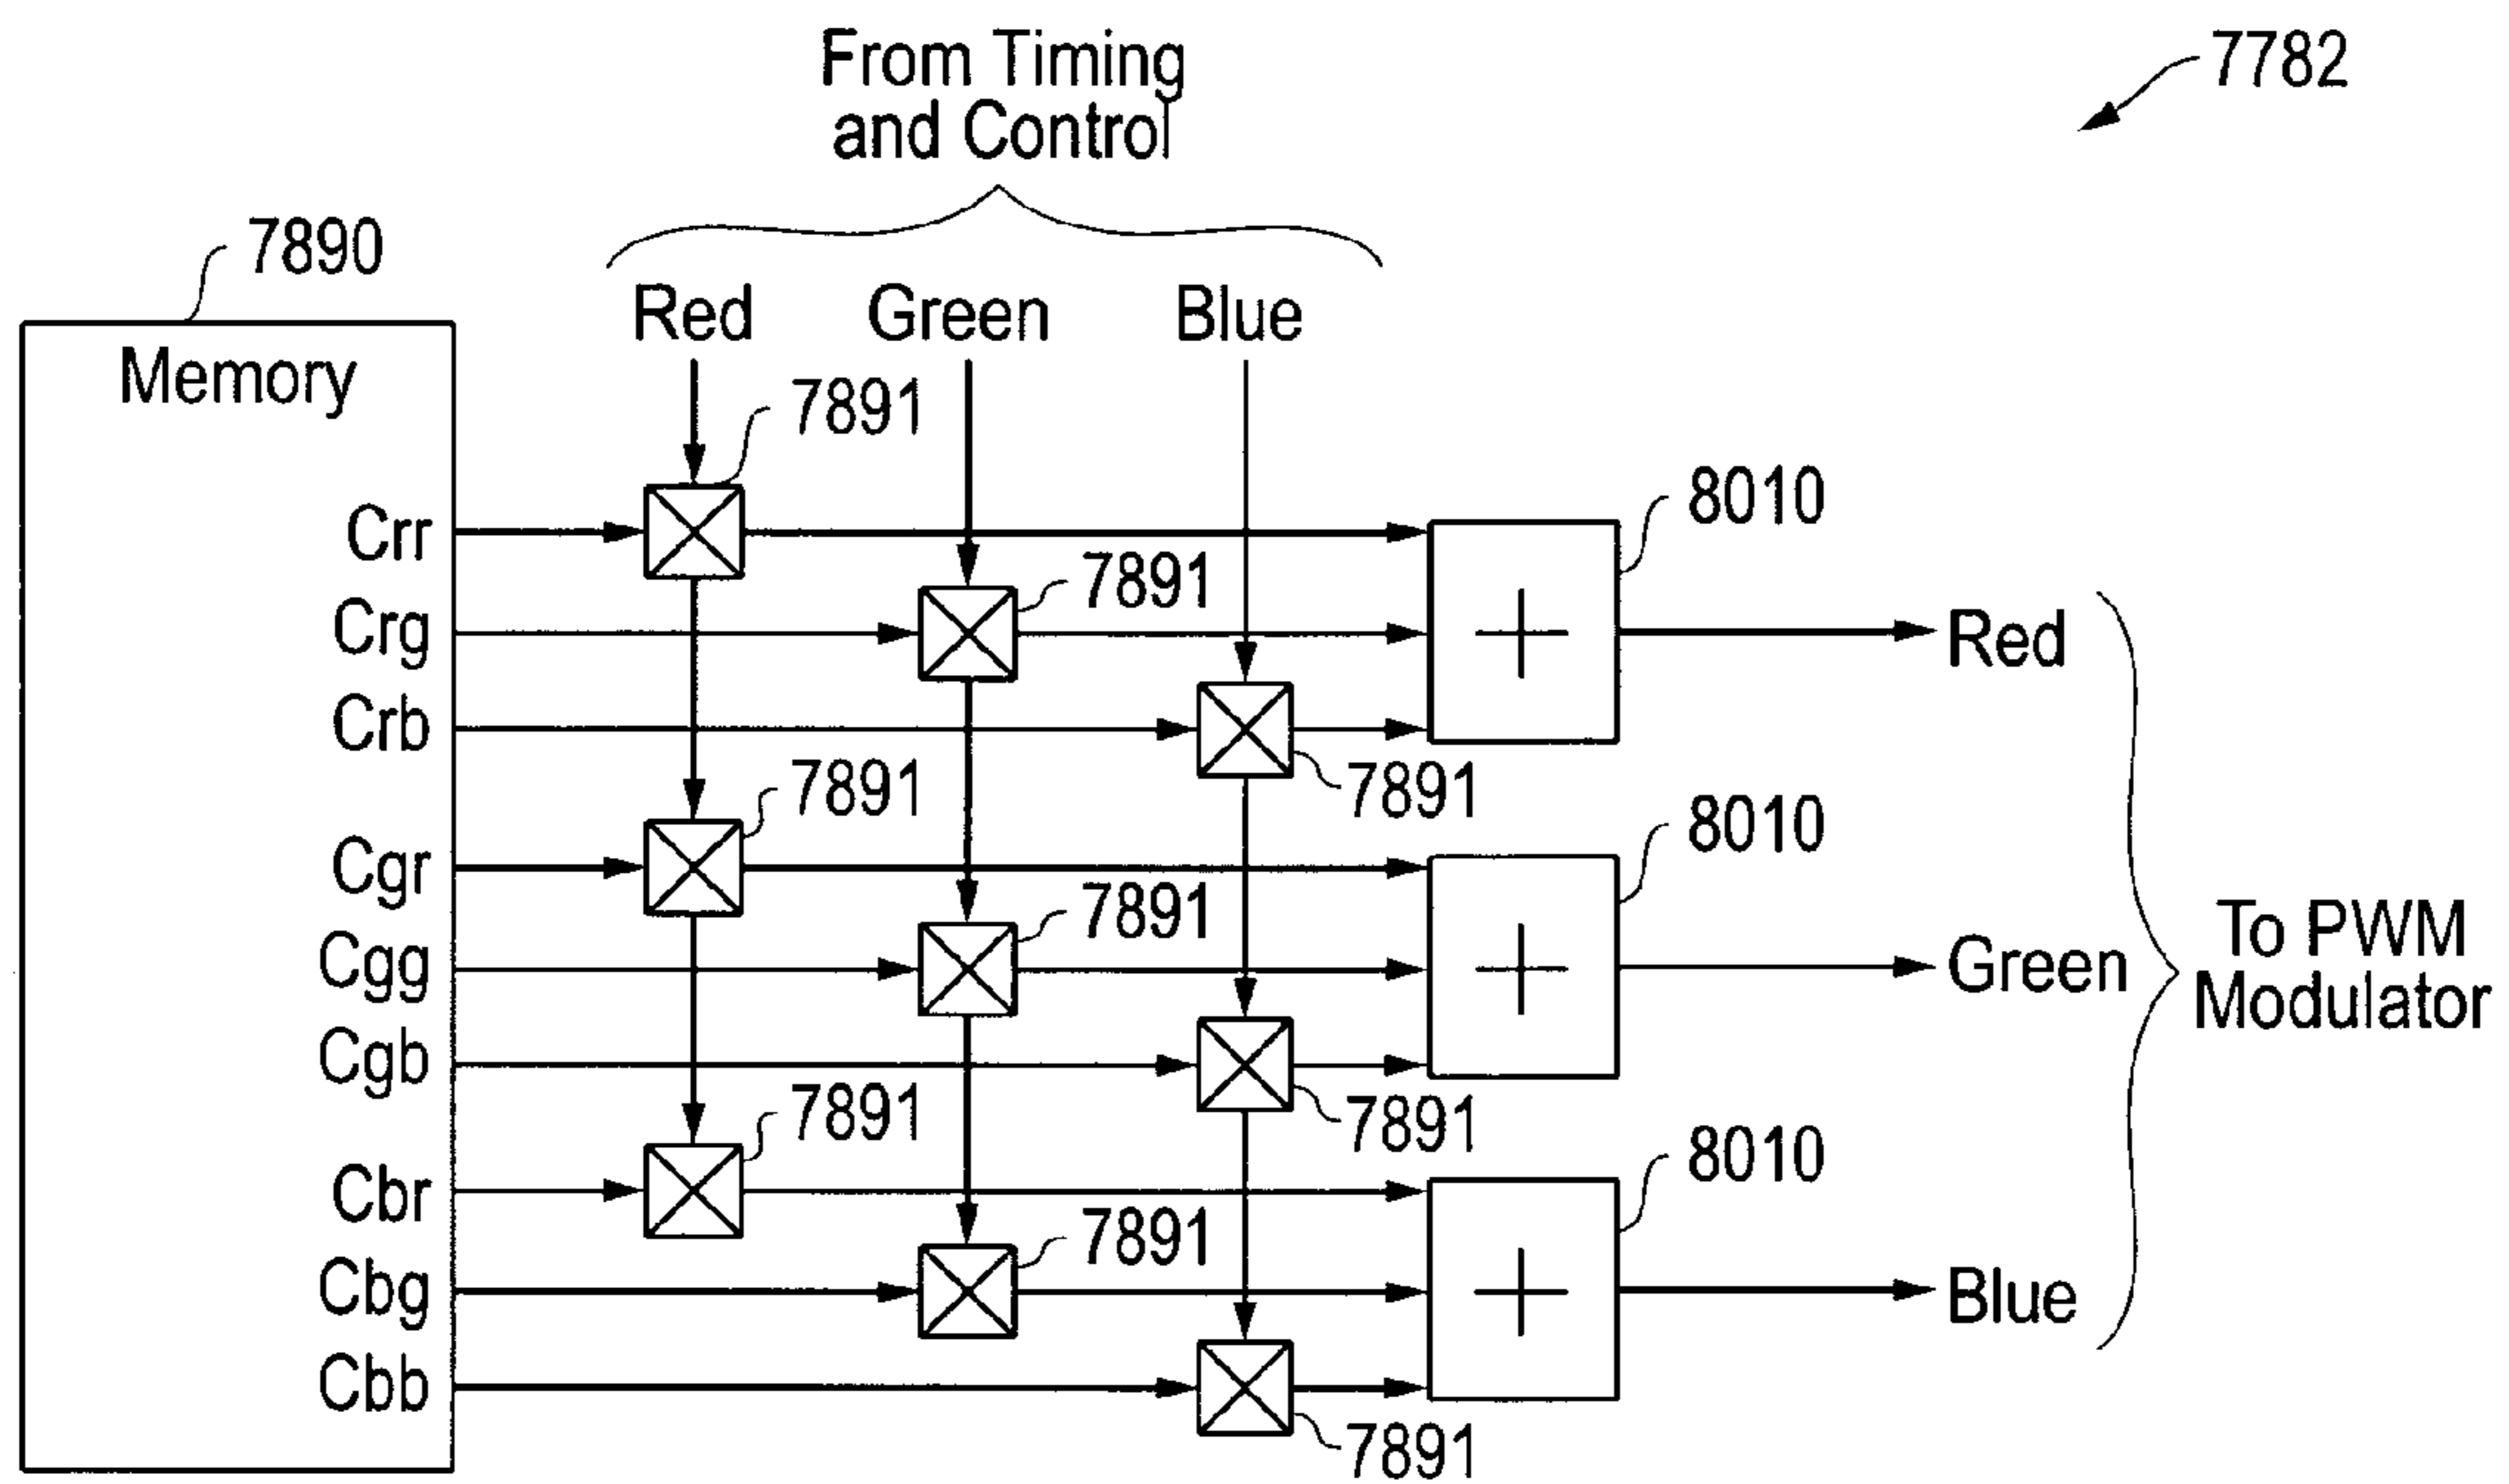 From Timing
and Control
7782
7890
Red Green Blue
Memory
7891
Crr
8010
7891
Crg
Red
Crb
7891
7891
8010
Cgr
7891
To PWM
Modulator
Cgg
Green
Cgb
7891
7891
8010
Cbr
7891
Cbg
Blue
Cbb
7891